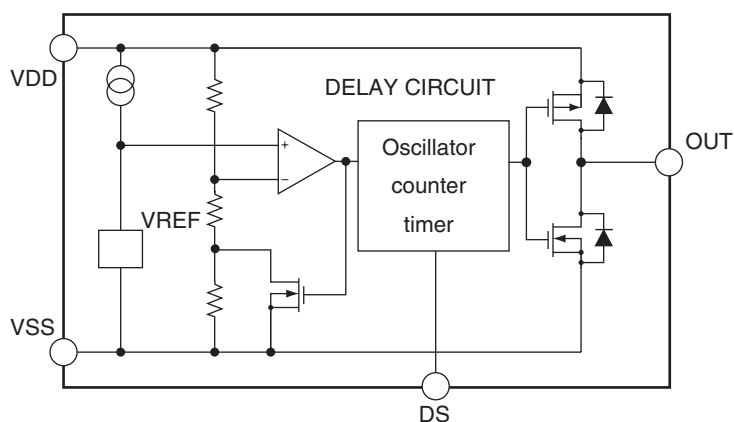 VDD
DELAY CIRCUIT
+
−
Oscillator
counter
timer
OUT
VREF
VSS
DS